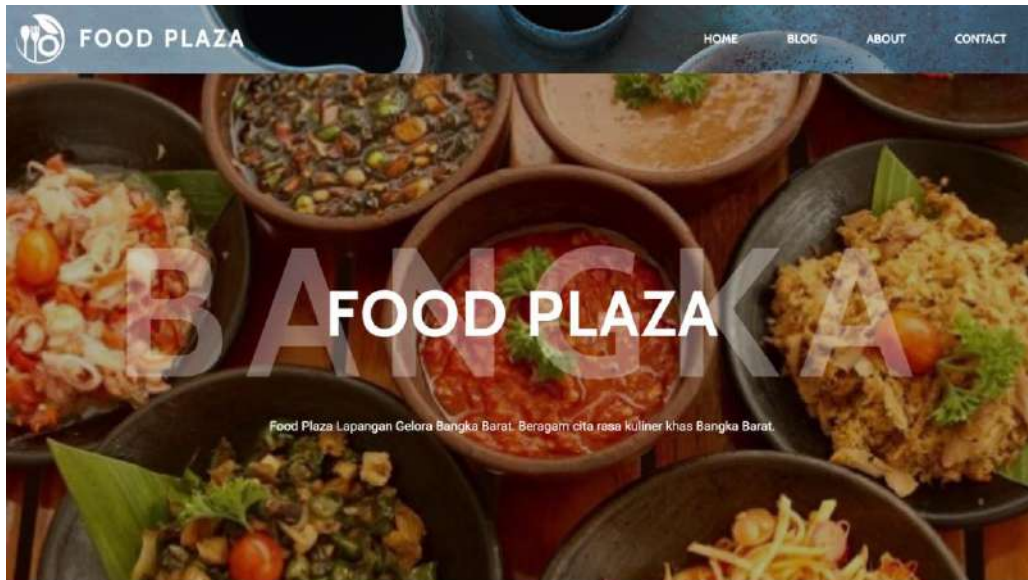 FOOD PLAZA
HOME BLOG ABOUT CONTACT
BANGKA
FOOD PLAZA
Food Plaza Lapangan Gelora Bangka Barat. Beragam cita rasa kuliner khas Bangka Barat.